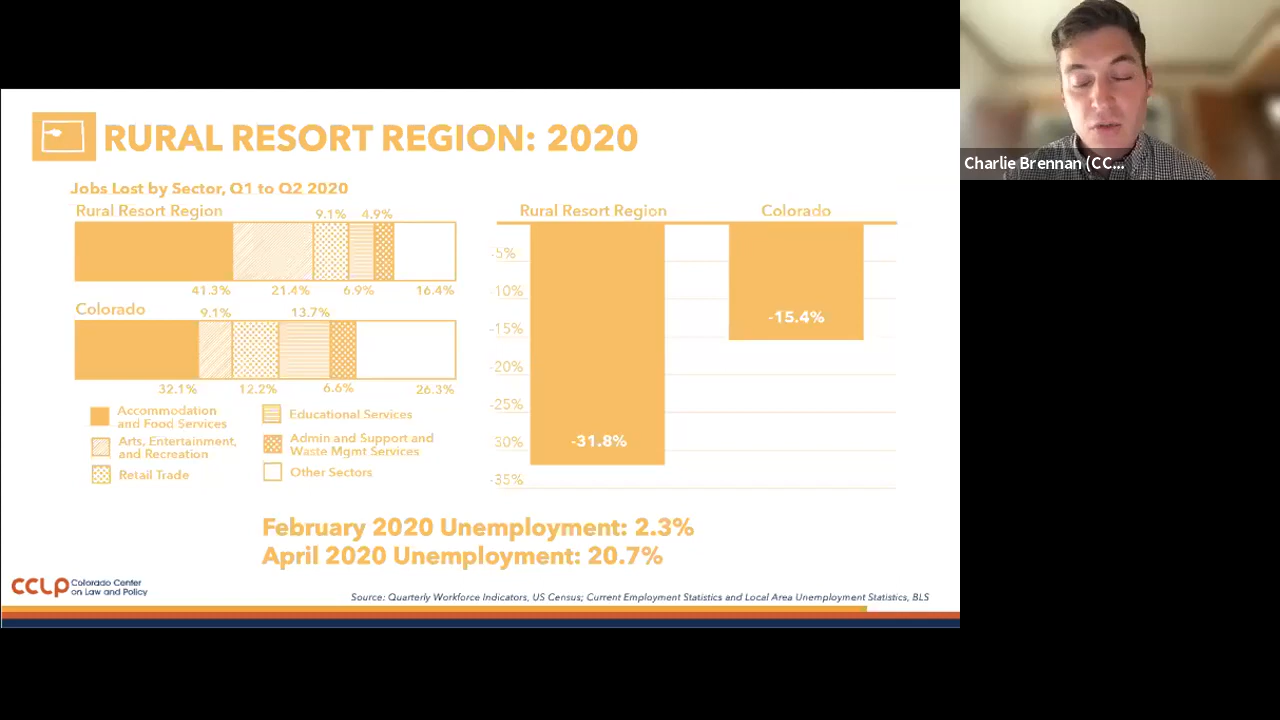 RURAL RESORT REGION: 2020
Charlie Brennan (CC...
Jobs Lost by Sector, Q1 to Q2 2020
Rural Resort Region
9.1%
4.9%
41.3%
21.4%
6.9%
16.4%
Colorado
9.1%
13.7%
32.1%
12.2%
6.6%
26.3%
Accommodation
and Food Services
Arts, Entertainment,
and Recreation
Retail Trade
Educational Services
Admin and Support and
Waste Mgmt Services
Other Sectors
Rural Resort Region
Colorado
-5%
-10%
-15%
-20%
-25%
30%
-35%
-31.8%
-15.4%
February 2020 Unemployment: 2.3%
April 2020 Unemployment: 20.7%
CCLP
Colorado Center
on Law and Policy
Source: Quarterly Workforce Indicators, US Census; Current Employment Statistics and Local Area Unemployment Statistics, BLS